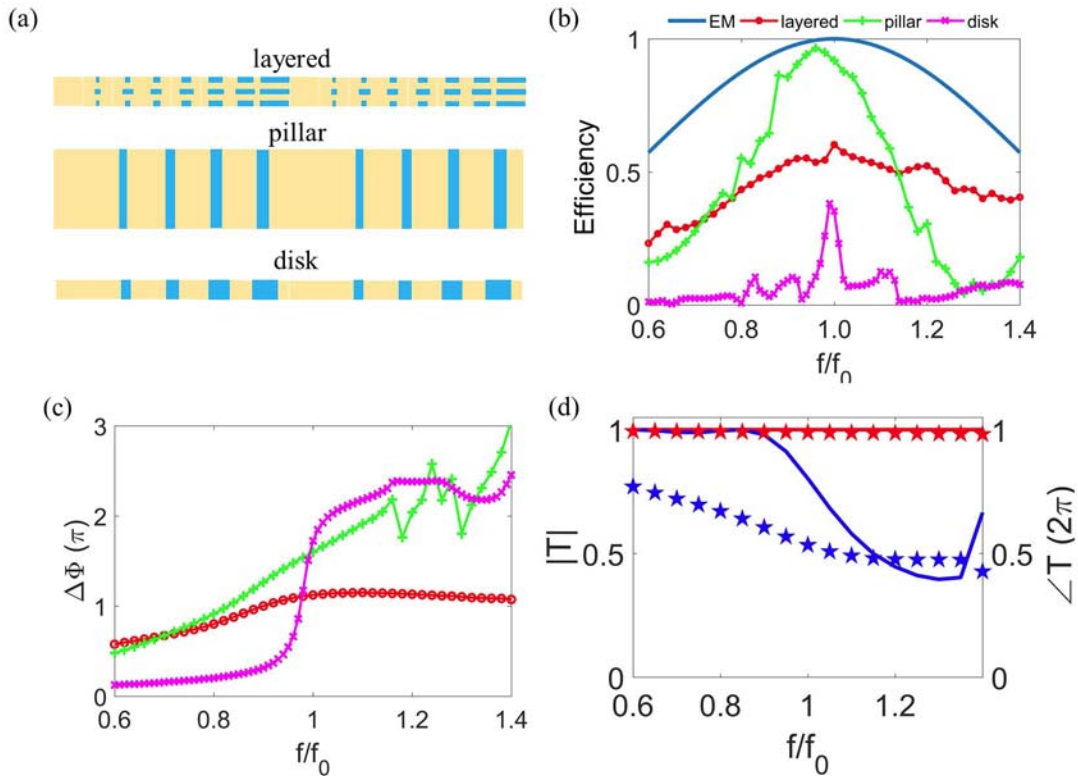 (a)
layered
pillar
disk
(b)
EM layered pillar disk
Efficiency
1
0.5
0
0.6 0.8 1.0 1.2 1.4
f/f0
(c)
ΔΦ (π)
3
2
1
0
0.6 0.8 1 1.2 1.4
f/f0
(d)
|T|
1
0.5
0
0.6 0.8 1 1.2
f/f0
1
0.5
0
∠T (2π)